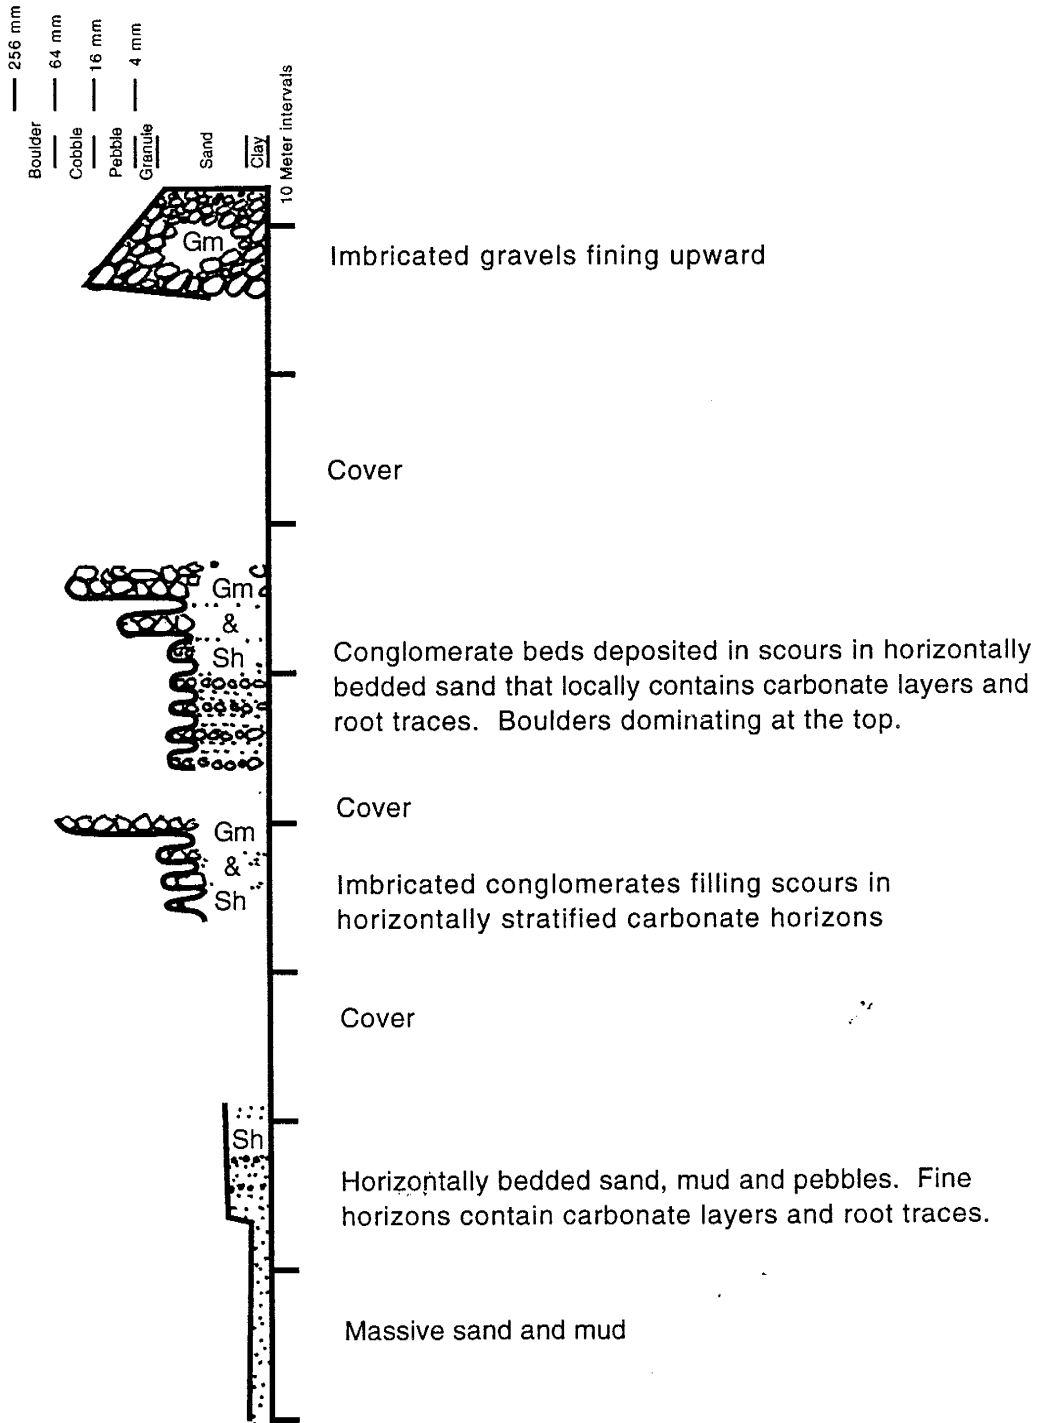 256 mm
64 mm
16 mm
4 mm
Boulder
Cobble
Pebble
Granule
Sand
Clay
10 Meter intervals
Gm
Imbricated gravels fining upward
Cover
Gm
&
Sh
Conglomerate beds deposited in scours in horizontally
bedded sand that locally contains carbonate layers and
root traces. Boulders dominating at the top.
Cover
Gm
&
Sh
Imbricated conglomerates filling scours in
horizontally stratified carbonate horizons
Cover
Sh
Horizontally bedded sand, mud and pebbles. Fine
horizons contain carbonate layers and root traces.
Massive sand and mud